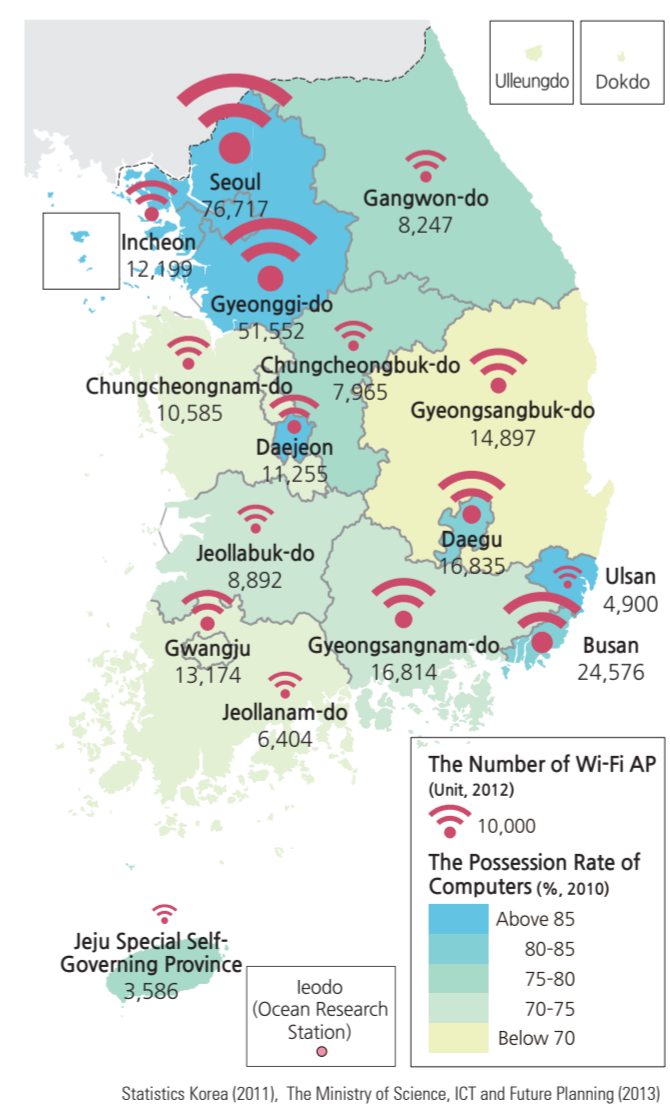 Ulleungdo
Dokdo
Seoul
76,717
Gangwon-do
8,247
Incheon
12,199
Gyeonggi-do
51,552
Chungcheongbuk-do
7,965
Chungcheongnam-do
10,585
Gyeongsangbuk-do
14,897
Daejeon
11,255
Daegu
16,835
Jeollabuk-do
8,892
Ulsan
4,900
Gwangju
13,174
Gyeongsangnam-do
16,814
Busan
24,576
Jeollanam-do
6,404
The Number of Wi-Fi AP
(Unit, 2012)
10,000
The Possession Rate of
Computers (%, 2010)
Above 85
80-85
75-80
70-75
Below 70
Jeju Special Self-
Governing Province
3,586
Ieodo
(Ocean Research
Station)
Statistics Korea (2011), The Ministry of Science, ICT and Future Planning (2013)